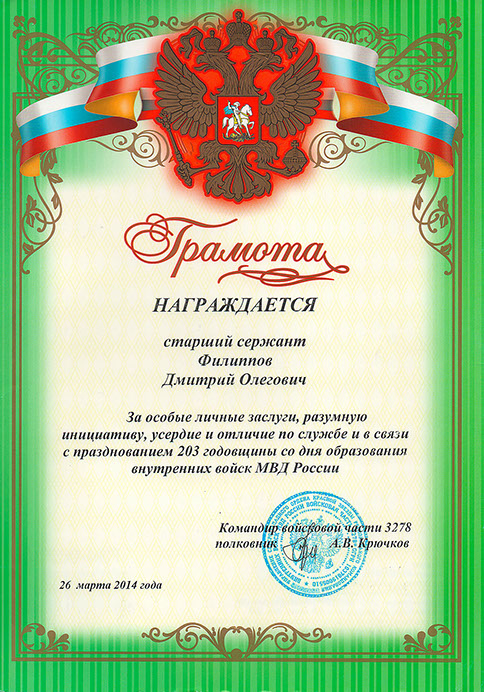 Грамота
НАГРАЖДАЕТСЯ
старший сержант
Филиппов
Дмитрий Олегович
За особые личные заслуги, разумную
инициативу, усердие и отличие по службе и в связи
с празднованием 203 годовщины со дня образования
внутренних войск МВД России
Командир войсковой части 3278
полковник А.В. Крючков
26 марта 2014 года